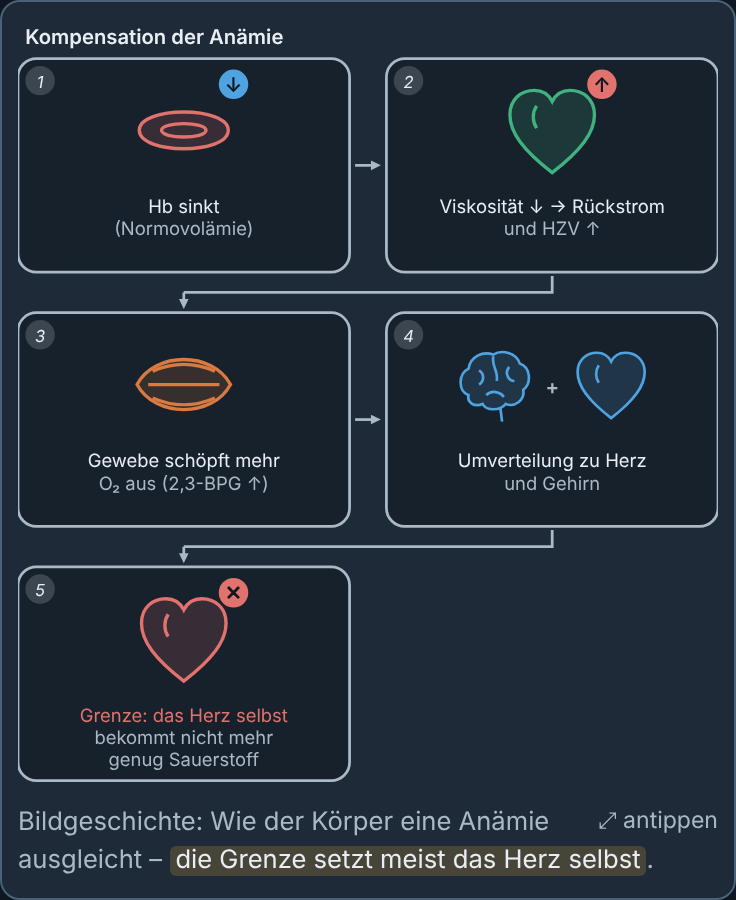 Kompensation der Anämie
1
Hb sinkt
(Normovolämie)
2
Viskosität ↓ → Rückstrom
und HZV ↑
3
Gewebe schöpft mehr
O₂ aus (2,3-BPG ↑)
4
+
Umverteilung zu Herz
und Gehirn
5
Grenze: das Herz selbst
bekommt nicht mehr
genug Sauerstoff
Bildgeschichte: Wie der Körper eine Anämie
⤢ antippen
ausgleicht – die Grenze setzt meist das Herz selbst.